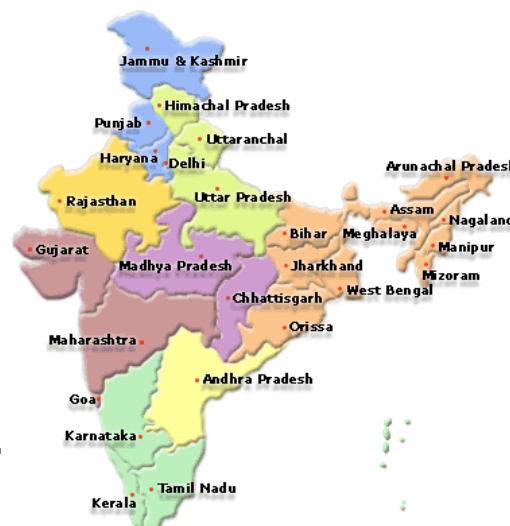 Jammu & Kashmir
Himachal Pradesh
Punjab
Uttaranchal
Haryana
Delhi
Arunachal Pradesh
Rajasthan
Uttar Pradesh
Assam
Nagaland
Bihar
Meghalaya
Gujarat
Manipur
Madhya Pradesh
Jharkhand
Mizoram
Chhattisgarh
West Bengal
Orissa
Maharashtra
Andhra Pradesh
Goa
Karnataka
Tamil Nadu
Kerala